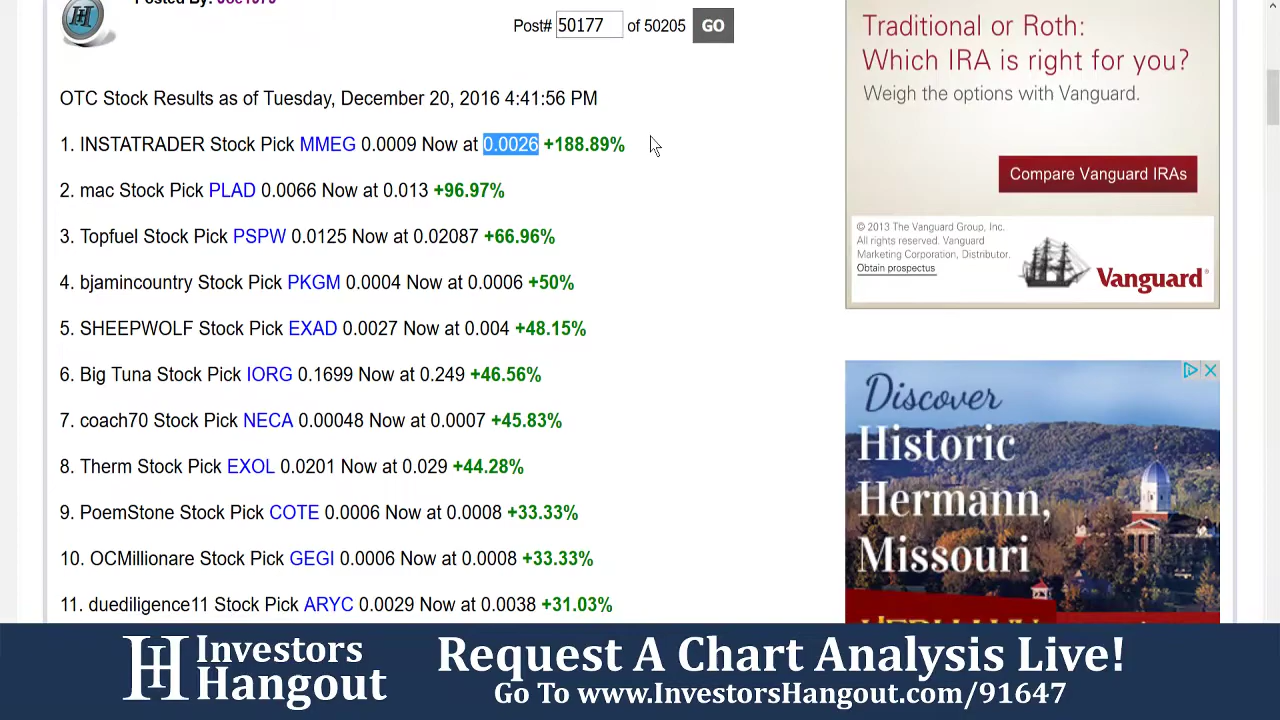 Post# 50177 of 50205 GO
OTC Stock Results as of Tuesday, December 20, 2016 4:41:56 PM
1. INSTATRADER Stock Pick MMEG 0.0009 Now at 0.0026 +188.89%
2. mac Stock Pick PLAD 0.0066 Now at 0.013 +96.97%
3. Topfuel Stock Pick PSPW 0.0125 Now at 0.02087 +66.96%
4. bjamincountry Stock Pick PKGM 0.0004 Now at 0.0006 +50%
5. SHEEPWOLF Stock Pick EXAD 0.0027 Now at 0.004 +48.15%
6. Big Tuna Stock Pick IORG 0.1699 Now at 0.249 +46.56%
7. coach70 Stock Pick NECA 0.00048 Now at 0.0007 +45.83%
8. Therm Stock Pick EXOL 0.0201 Now at 0.029 +44.28%
9. PoemStone Stock Pick COTE 0.0006 Now at 0.0008 +33.33%
10. OCMillionare Stock Pick GEGI 0.0006 Now at 0.0008 +33.33%
11. duediligence11 Stock Pick ARYC 0.0029 Now at 0.0038 +31.03%
Traditional or Roth:
Which IRA is right for you?
Weigh the options with Vanguard.
Compare Vanguard IRAs
© 2013 The Vanguard Group, Inc.
All rights reserved. Vanguard
Marketing Corporation, Distributor.
Obtain prospectus
Vanguard®
Discover
Historic
Hermann,
Missouri
Investors
Hangout
Request A Chart Analysis Live!
Go To www.InvestorsHangout.com/91647